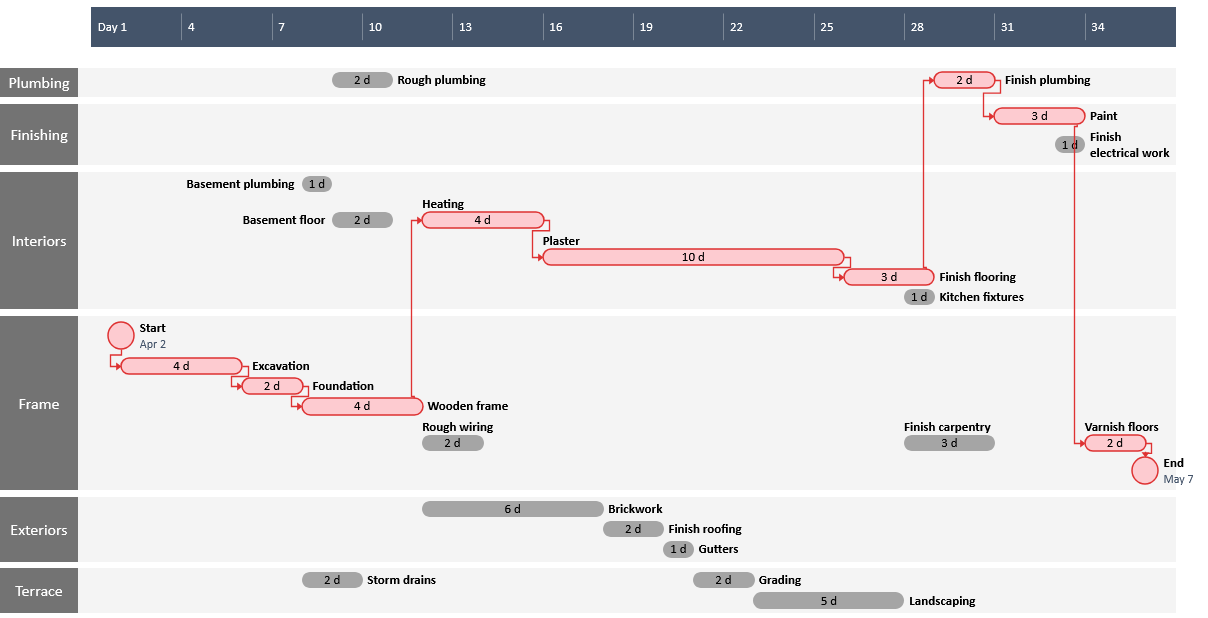 Day 1 4 7 10 13 16 19 22 25 28 31 34
Plumbing
2 d Rough plumbing
2 d Finish plumbing
Finishing
3 d Paint
1 d Finish
electrical work
Interiors
Basement plumbing 1 d
Basement floor 2 d
Heating
4 d
Plaster
10 d
3 d Finish flooring
1 d Kitchen fixtures
Frame
Start
Apr 2
4 d Excavation
2 d Foundation
4 d Wooden frame
Rough wiring
2 d
Finish carpentry
3 d
Varnish floors
2 d
End
May 7
Exteriors
6 d Brickwork
2 d Finish roofing
1 d Gutters
Terrace
2 d Storm drains
2 d Grading
5 d Landscaping